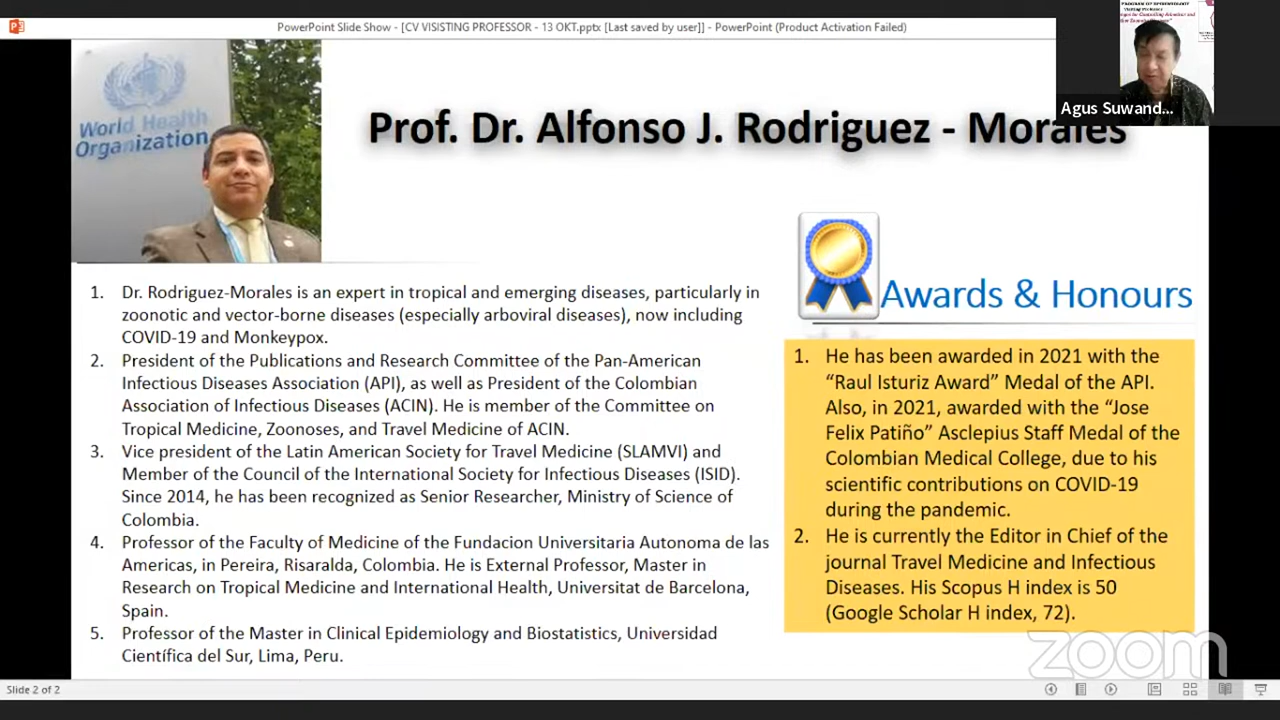 PowerPoint Slide Show - [CV VISISTING PROFESSOR - 13 OKT.pptx [Last saved by user]] - PowerPoint (Product Activation Failed)
Agus Suwand...
World Health
Organization
Prof. Dr. Alfonso J. Rodriguez - Morales
Awards & Honours
1. Dr. Rodriguez-Morales is an expert in tropical and emerging diseases, particularly in
zoonotic and vector-borne diseases (especially arboviral diseases), now including
COVID-19 and Monkeypox.
2. President of the Publications and Research Committee of the Pan-American
Infectious Diseases Association (API), as well as President of the Colombian
Association of Infectious Diseases (ACIN). He is member of the Committee on
Tropical Medicine, Zoonoses, and Travel Medicine of ACIN.
3. Vice president of the Latin American Society for Travel Medicine (SLAMVI) and
Member of the Council of the International Society for Infectious Diseases (ISID).
Since 2014, he has been recognized as Senior Researcher, Ministry of Science of
Colombia.
4. Professor of the Faculty of Medicine of the Fundacion Universitaria Autonoma de las
Americas, in Pereira, Risaralda, Colombia. He is External Professor, Master in
Research on Tropical Medicine and International Health, Universitat de Barcelona,
Spain.
5. Professor of the Master in Clinical Epidemiology and Biostatistics, Universidad
Científica del Sur, Lima, Peru.
1. He has been awarded in 2021 with the
“Raul Isturiz Award” Medal of the API.
Also, in 2021, awarded with the “Jose
Felix Patiño” Asclepius Staff Medal of the
Colombian Medical College, due to his
scientific contributions on COVID-19
during the pandemic.
2. He is currently the Editor in Chief of the
journal Travel Medicine and Infectious
Diseases. His Scopus H index is 50
(Google Scholar H index, 72).
zoom
Slide 2 of 2